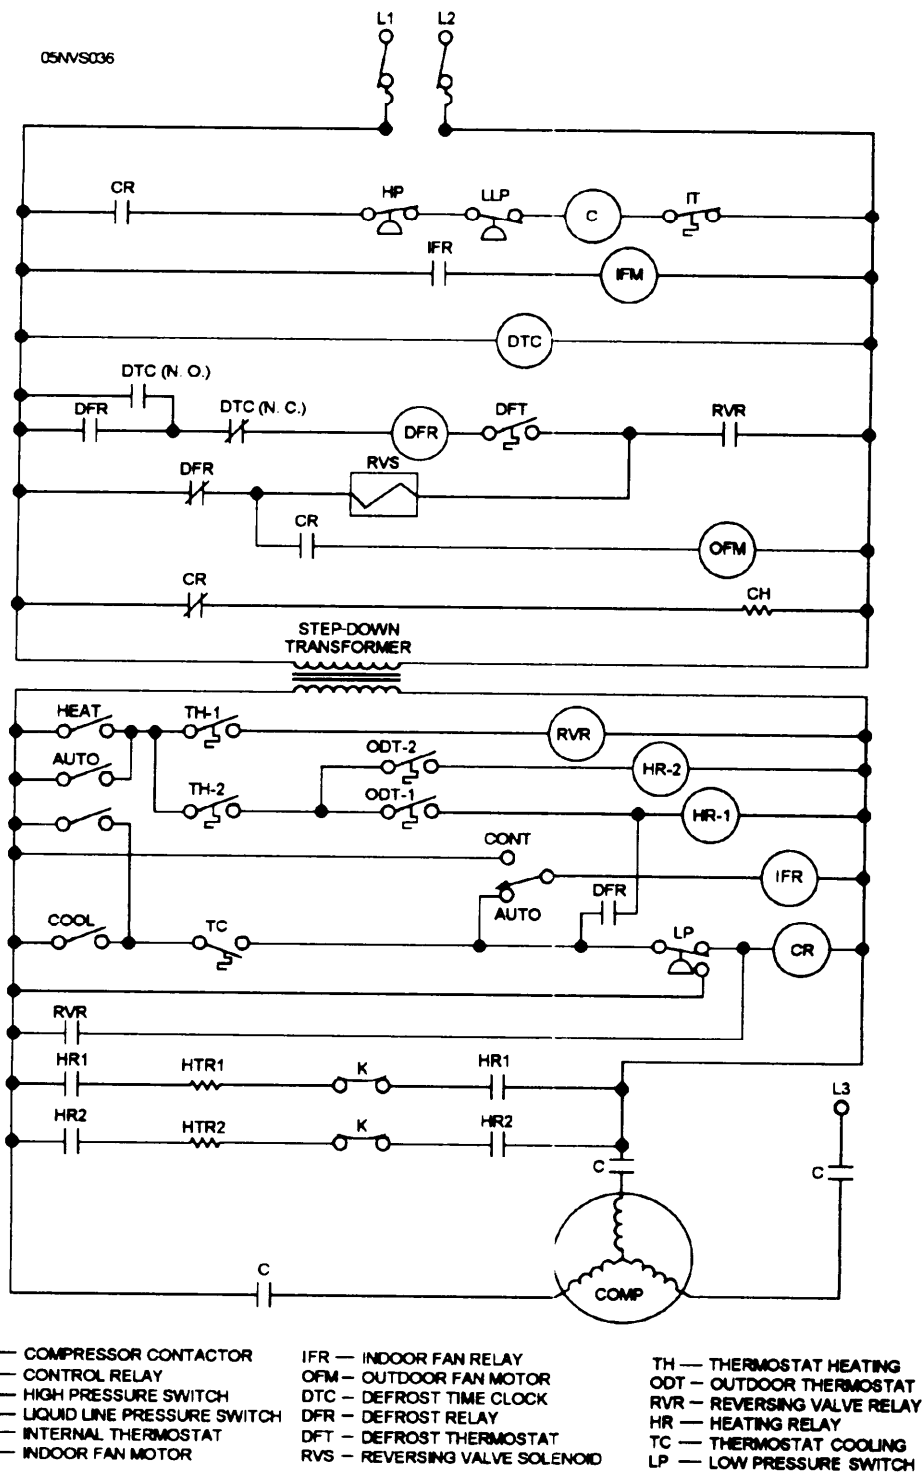 L1 L2
05NVS036
CR HP LLP C IT
IFR IFM
DTC
DTC (N. O.)
DFR DTC (N. C.) DFR DFT RVR
DFR RVS
CR OFM
CR CH
STEP-DOWN
TRANSFORMER
HEAT TH-1 RVR
AUTO ODT-2 HR-2
TH-2 ODT-1 HR-1
CONT
IFR
DFR
AUTO
COOL TC LP CR
RVR
HR1 HTR1 K HR1
L3
HR2 HTR2 K HR2
C C
C
COMP
— COMPRESSOR CONTACTOR
— CONTROL RELAY
— HIGH PRESSURE SWITCH
— LIQUID LINE PRESSURE SWITCH
— INTERNAL THERMOSTAT
— INDOOR FAN MOTOR
IFR — INDOOR FAN RELAY
OFM — OUTDOOR FAN MOTOR
DTC — DEFROST TIME CLOCK
DFR — DEFROST RELAY
DFT — DEFROST THERMOSTAT
RVS — REVERSING VALVE SOLENOID
TH — THERMOSTAT HEATING
ODT — OUTDOOR THERMOSTAT
RVR — REVERSING VALVE RELAY
HR — HEATING RELAY
TC — THERMOSTAT COOLING
LP — LOW PRESSURE SWITCH